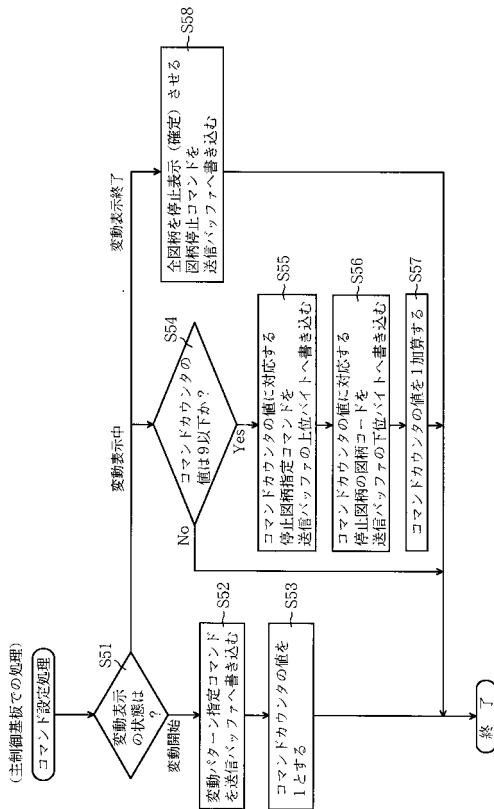 (主制御基板での処理)
コマンド設定処理
S51
変動表示
の状態は
?
変動開始
変動表示中
変動表示終了
S52
変動パターン指定コマンド
を送信バッファへ書き込む
S53
コマンドカウンタの値を
1とする
S54
コマンドカウンタの
値は9以下か?
No
Yes
S55
コマンドカウンタの値に対応する
停止図柄指定コマンドを
送信バッファの上位バイトへ書き込む
S56
コマンドカウンタの値に対応する
停止図柄の図柄コードを
送信バッファの下位バイトへ書き込む
S57
コマンドカウンタの値を1加算する
S58
全図柄を停止表示(確定)させる
図柄停止コマンドを
送信バッファへ書き込む
終了